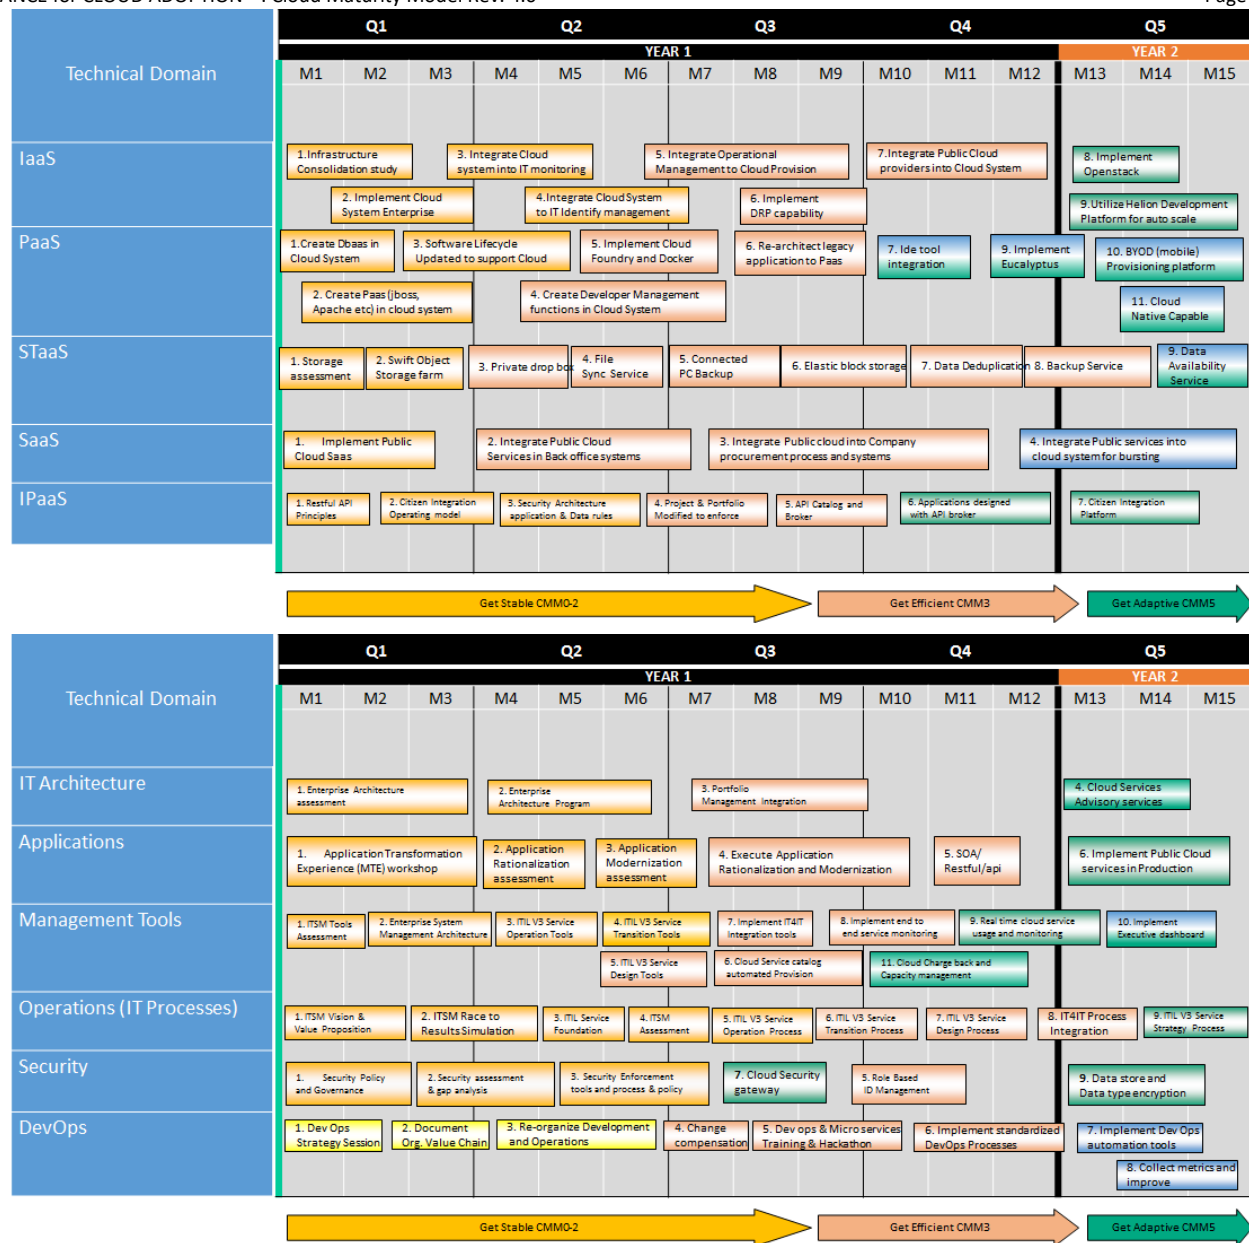 ANCE for CLOUD ADOPTION - 4 Cloud Maturity Model Rev. 4.0 Page
Technical Domain
Q1 Q2 Q3 Q4 Q5
YEAR 1 YEAR 2
M1 M2 M3 M4 M5 M6 M7 M8 M9 M10 M11 M12 M13 M14 M15
IaaS
1.Infrastructure
Consolidation study
3. Integrate Cloud
system into IT monitoring
5. Integrate Operational
Management to Cloud Provision
7.Integrate Public Cloud
providers into Cloud System
8. Implement
Openstack
2. Implement Cloud
System Enterprise
4.Integrate Cloud System
to IT Identify management
6. Implement
DRP capability
9.Utilize Helion Development
Platform for auto scale
PaaS
1.Create Dbaas in
Cloud System
3. Software Lifecycle
Updated to support Cloud
5. Implement Cloud
Foundry and Docker
6. Re-architect legacy
application to Paas
7. Ide tool
integration
9. Implement
Eucalyptus
10. BYOD (mobile)
Provisioning platform
2. Create Paas (jboss,
Apache etc) in cloud system
4. Create Developer Management
functions in Cloud System
11. Cloud
Native Capable
STaaS
1. Storage
assessment
2. Swift Object
Storage farm
3. Private drop box
4. File
Sync Service
5. Connected
PC Backup
6. Elastic block storage
7. Data Deduplication
8. Backup Service
9. Data
Availability
Service
SaaS
1. Implement Public
Cloud Saas
2. Integrate Public Cloud
Services in Back office systems
3. Integrate Public cloud into Company
procurement process and systems
4. Integrate Public services into
cloud system for bursting
IPaaS
1. Restful API
Principles
2. Citizen Integration
Operating model
3. Security Architecture
application & Data rules
4. Project & Portfolio
Modified to enforce
5. API Catalog and
Broker
6. Applications designed
with API broker
7. Citizen Integration
Platform
Get Stable CMM0-2
Get Efficient CMM3
Get Adaptive CMM5
Technical Domain
Q1 Q2 Q3 Q4 Q5
YEAR 1 YEAR 2
M1 M2 M3 M4 M5 M6 M7 M8 M9 M10 M11 M12 M13 M14 M15
IT Architecture
1. Enterprise Architecture
assessment
2. Enterprise
Architecture Program
3. Portfolio
Management Integration
4. Cloud Services
Advisory services
Applications
1. Application Transformation
Experience (MTE) workshop
2. Application
Rationalization
assessment
3. Application
Modernization
assessment
4. Execute Application
Rationalization and Modernization
5. SOA/
Restful/api
6. Implement Public Cloud
services in Production
Management Tools
1. ITSM Tools
Assessment
2. Enterprise System
Management Architecture
3. ITIL V3 Service
Operation Tools
4. ITIL V3 Service
Transition Tools
7. Implement IT4IT
Integration tools
8. Implement end to
end service monitoring
9. Real time cloud service
usage and monitoring
10. Implement
Executive dashboard
5. ITIL V3 Service
Design Tools
6. Cloud Service catalog
automated Provision
11. Cloud Charge back and
Capacity management
Operations (IT Processes)
1. ITSM Vision &
Value Proposition
2. ITSM Race to
Results Simulation
3. ITIL Service
Foundation
4. ITSM
Assessment
5. ITIL V3 Service
Operation Process
6. ITIL V3 Service
Transition Process
7. ITIL V3 Service
Design Process
8. IT4IT Process
Integration
9. ITIL V3 Service
Strategy Process
Security
1. Security Policy
and Governance
2. Security assessment
& gap analysis
3. Security Enforcement
tools and process & policy
7. Cloud Security
gateway
5. Role Based
ID Management
9. Data store and
Data type encryption
DevOps
1. Dev Ops
Strategy Session
2. Document
Org. Value Chain
3. Re-organize Development
and Operations
4. Change
compensation
5. Dev ops & Micro services
Training & Hackathon
6. Implement standardized
DevOps Processes
7. Implement Dev Ops
automation tools
8. Collect metrics and
improve
Get Stable CMM0-2
Get Efficient CMM3
Get Adaptive CMM5